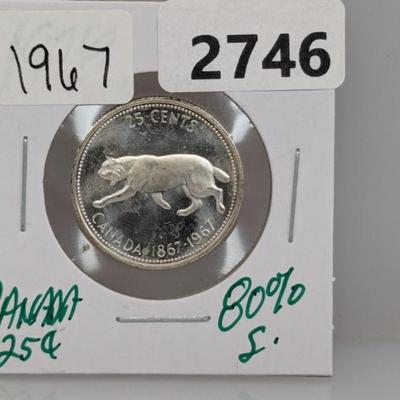 1967
2746
25 CENTS
CANADA·1867-1967
CANADA
25¢
80%
S.